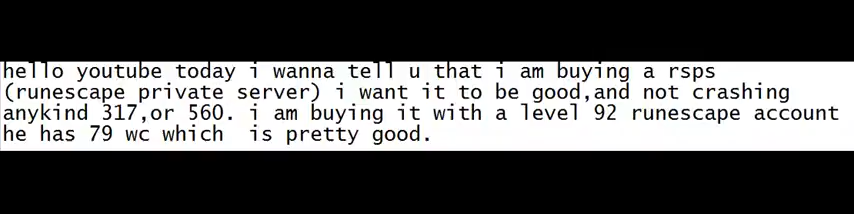 hello youtube today i wanna tell u that i am buying a rsps
(runescape private server) i want it to be good,and not crashing
anykind 317,or 560. i am buying it with a level 92 runescape account
he has 79 wc which  is pretty good.